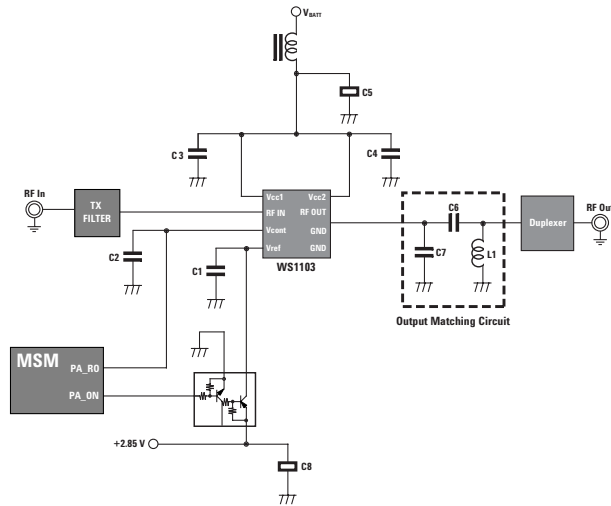 VBATT
C5
C3
C4
RF In
TX
FILTER
Vcc1
Vcc2
RF IN
RF OUT
Vcont
GND
Vref
GND
WS1103
C2
C1
C6
C7
L1
Duplexer
RF Out
Output Matching Circuit
MSM
PA_R0
PA_ON
+2.85 V
C8